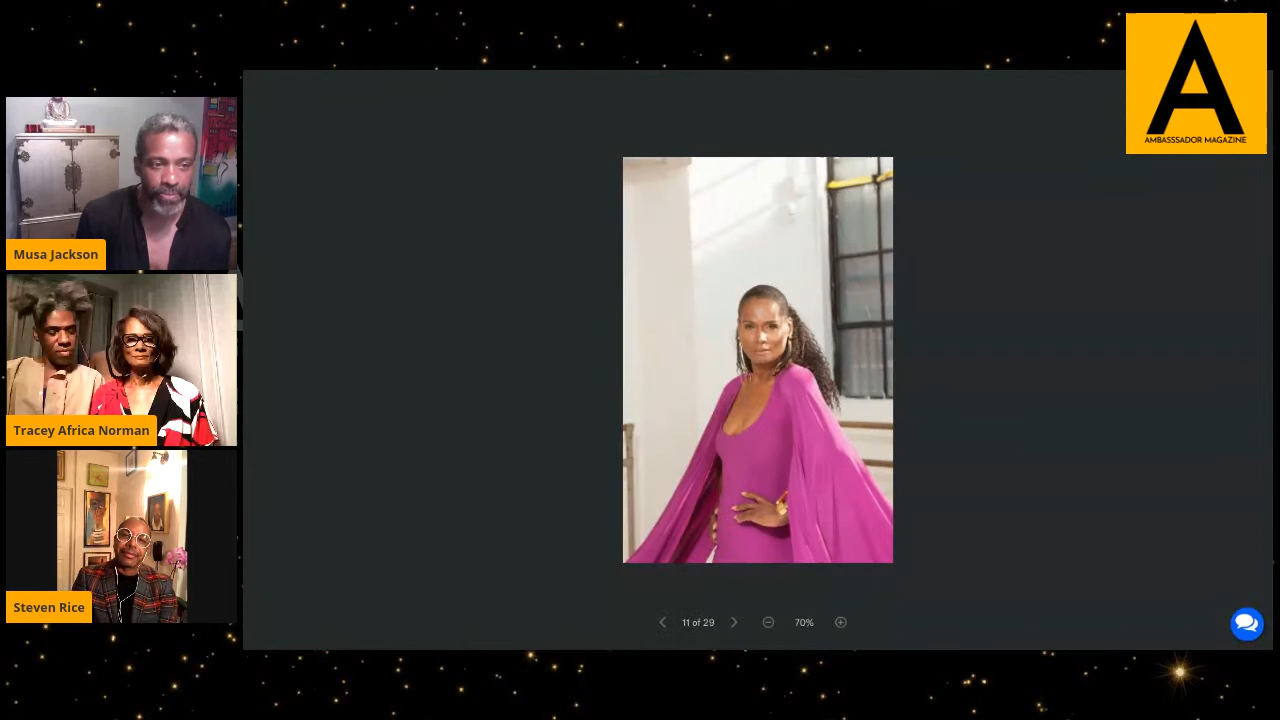 Musa Jackson
Tracey Africa Norman
Steven Rice
A
AMBASSSADOR MAGAZINE
11 of 29
70%